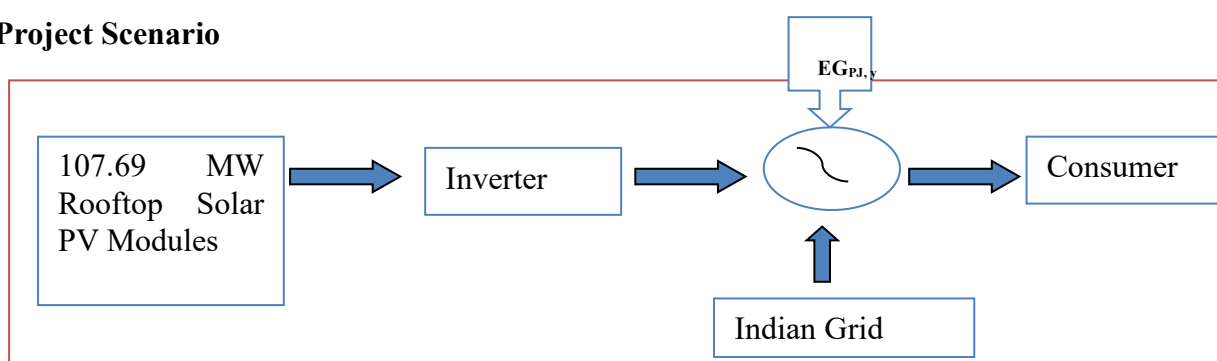 Project Scenario
EGPJ, y
107.69 MW
Rooftop Solar
PV Modules
Inverter
Consumer
Indian Grid